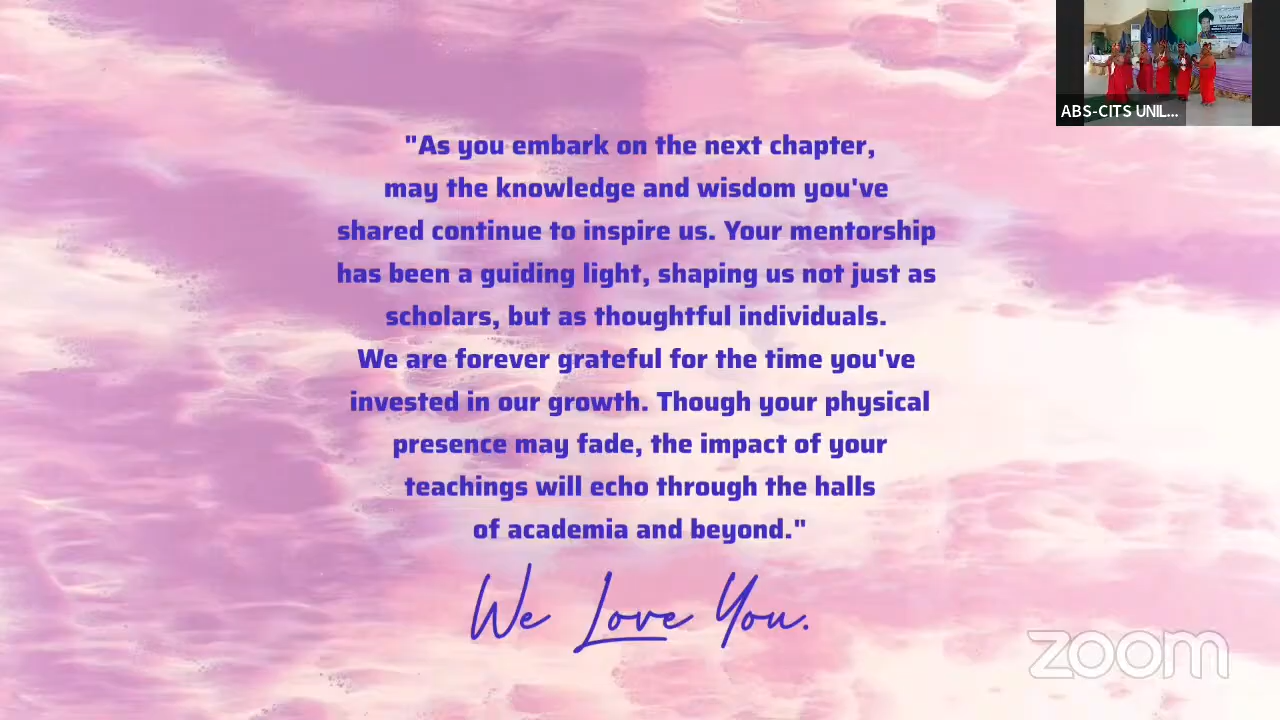 "As you embark on the next chapter,
may the knowledge and wisdom you've
shared continue to inspire us. Your mentorship
has been a guiding light, shaping us not just as
scholars, but as thoughtful individuals.
We are forever grateful for the time you've
invested in our growth. Though your physical
presence may fade, the impact of your
teachings will echo through the halls
of academia and beyond."
We Love You.
ABS-CITS UNIL...
zoom